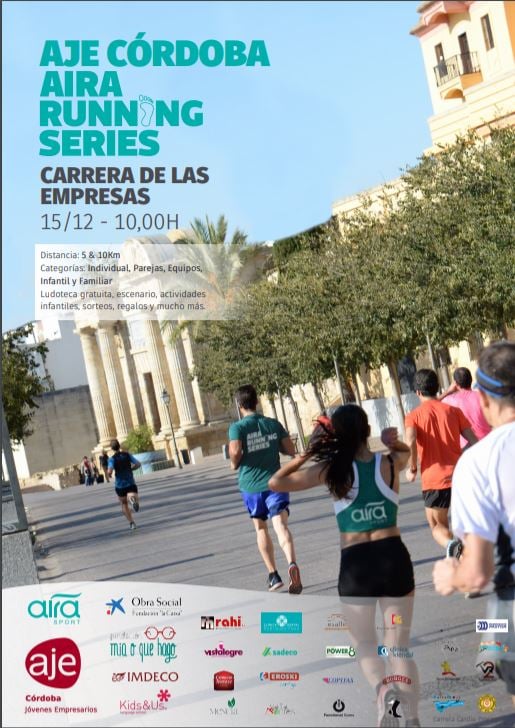 AJE CÓRDOBA
AIRA
RUNNING
SERIES
CARRERA DE LAS
EMPRESAS
15/12 - 10,00H
Distancia: 5 & 10Km
Categorías: Individual, Parejas, Equipos,
Infantil y Familiar
Ludoteca gratuita, escenario, actividades
infantiles, sorteos, regalos y mucho más.
AIRA
RUNNING
SERIES
aira
SPORT
aira
SPORT
Obra Social
Fundación "la Caixa"
rahi
mia o que hago
vistalegre
sadeco
POWER8
aje
Córdoba
Jóvenes Empresarios
IMDECO
EROSKI
Kids&Us